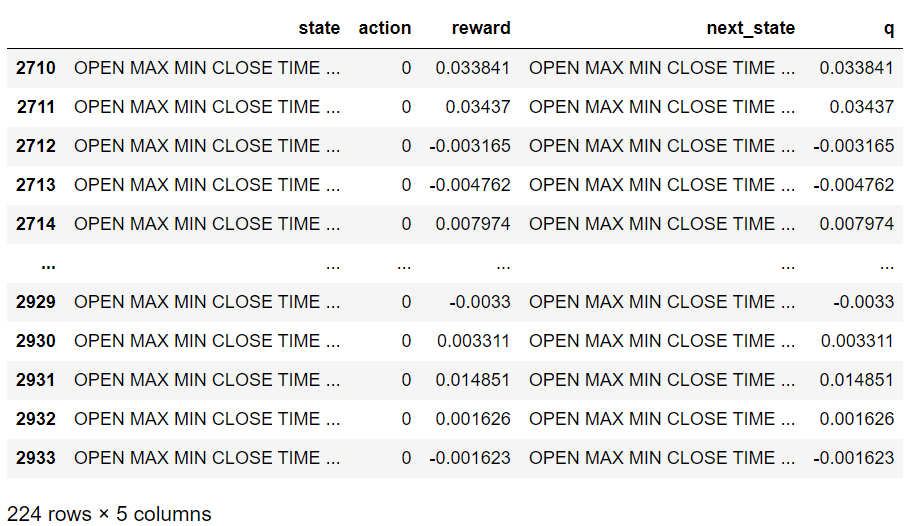 state action reward next_state q
2710 OPEN MAX MIN CLOSE TIME ... 0 0.033841 OPEN MAX MIN CLOSE TIME ... 0.033841
2711 OPEN MAX MIN CLOSE TIME ... 0 0.03437 OPEN MAX MIN CLOSE TIME ... 0.03437
2712 OPEN MAX MIN CLOSE TIME ... 0 -0.003165 OPEN MAX MIN CLOSE TIME ... -0.003165
2713 OPEN MAX MIN CLOSE TIME ... 0 -0.004762 OPEN MAX MIN CLOSE TIME ... -0.004762
2714 OPEN MAX MIN CLOSE TIME ... 0 0.007974 OPEN MAX MIN CLOSE TIME ... 0.007974
... ... ... ... ... ...
2929 OPEN MAX MIN CLOSE TIME ... 0 -0.0033 OPEN MAX MIN CLOSE TIME ... -0.0033
2930 OPEN MAX MIN CLOSE TIME ... 0 0.003311 OPEN MAX MIN CLOSE TIME ... 0.003311
2931 OPEN MAX MIN CLOSE TIME ... 0 0.014851 OPEN MAX MIN CLOSE TIME ... 0.014851
2932 OPEN MAX MIN CLOSE TIME ... 0 0.001626 OPEN MAX MIN CLOSE TIME ... 0.001626
2933 OPEN MAX MIN CLOSE TIME ... 0 -0.001623 OPEN MAX MIN CLOSE TIME ... -0.001623
224 rows × 5 columns